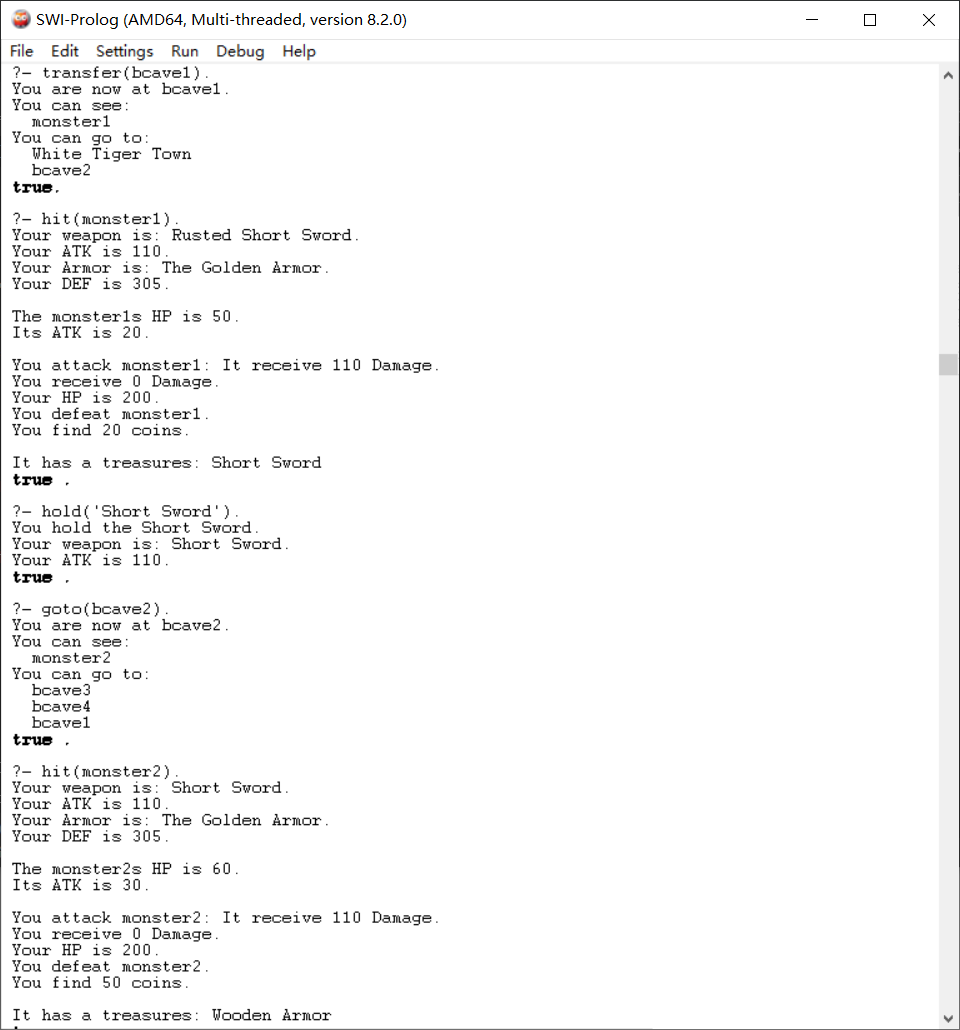 SWI-Prolog (AMD64, Multi-threaded, version 8.2.0)
File Edit Settings Run Debug Help
?- transfer(bcave1).
You are now at bcave1.
You can see:
monster1
You can go to:
White Tiger Town
bcave2
true.
?- hit(monster1).
Your weapon is: Rusted Short Sword.
Your ATK is 110.
Your Armor is: The Golden Armor.
Your DEF is 305.
The monster1s HP is 50.
Its ATK is 20.
You attack monster1: It receive 110 Damage.
You receive 0 Damage.
Your HP is 200.
You defeat monster1.
You find 20 coins.
It has a treasures: Short Sword
true .
?- hold('Short Sword').
You hold the Short Sword.
Your weapon is: Short Sword.
Your ATK is 110.
true .
?- goto(bcave2).
You are now at bcave2.
You can see:
monster2
You can go to:
bcave3
bcave4
bcave1
true .
?- hit(monster2).
Your weapon is: Short Sword.
Your ATK is 110.
Your Armor is: The Golden Armor.
Your DEF is 305.
The monster2s HP is 60.
Its ATK is 30.
You attack monster2: It receive 110 Damage.
You receive 0 Damage.
Your HP is 200.
You defeat monster2.
You find 50 coins.
It has a treasures: Wooden Armor